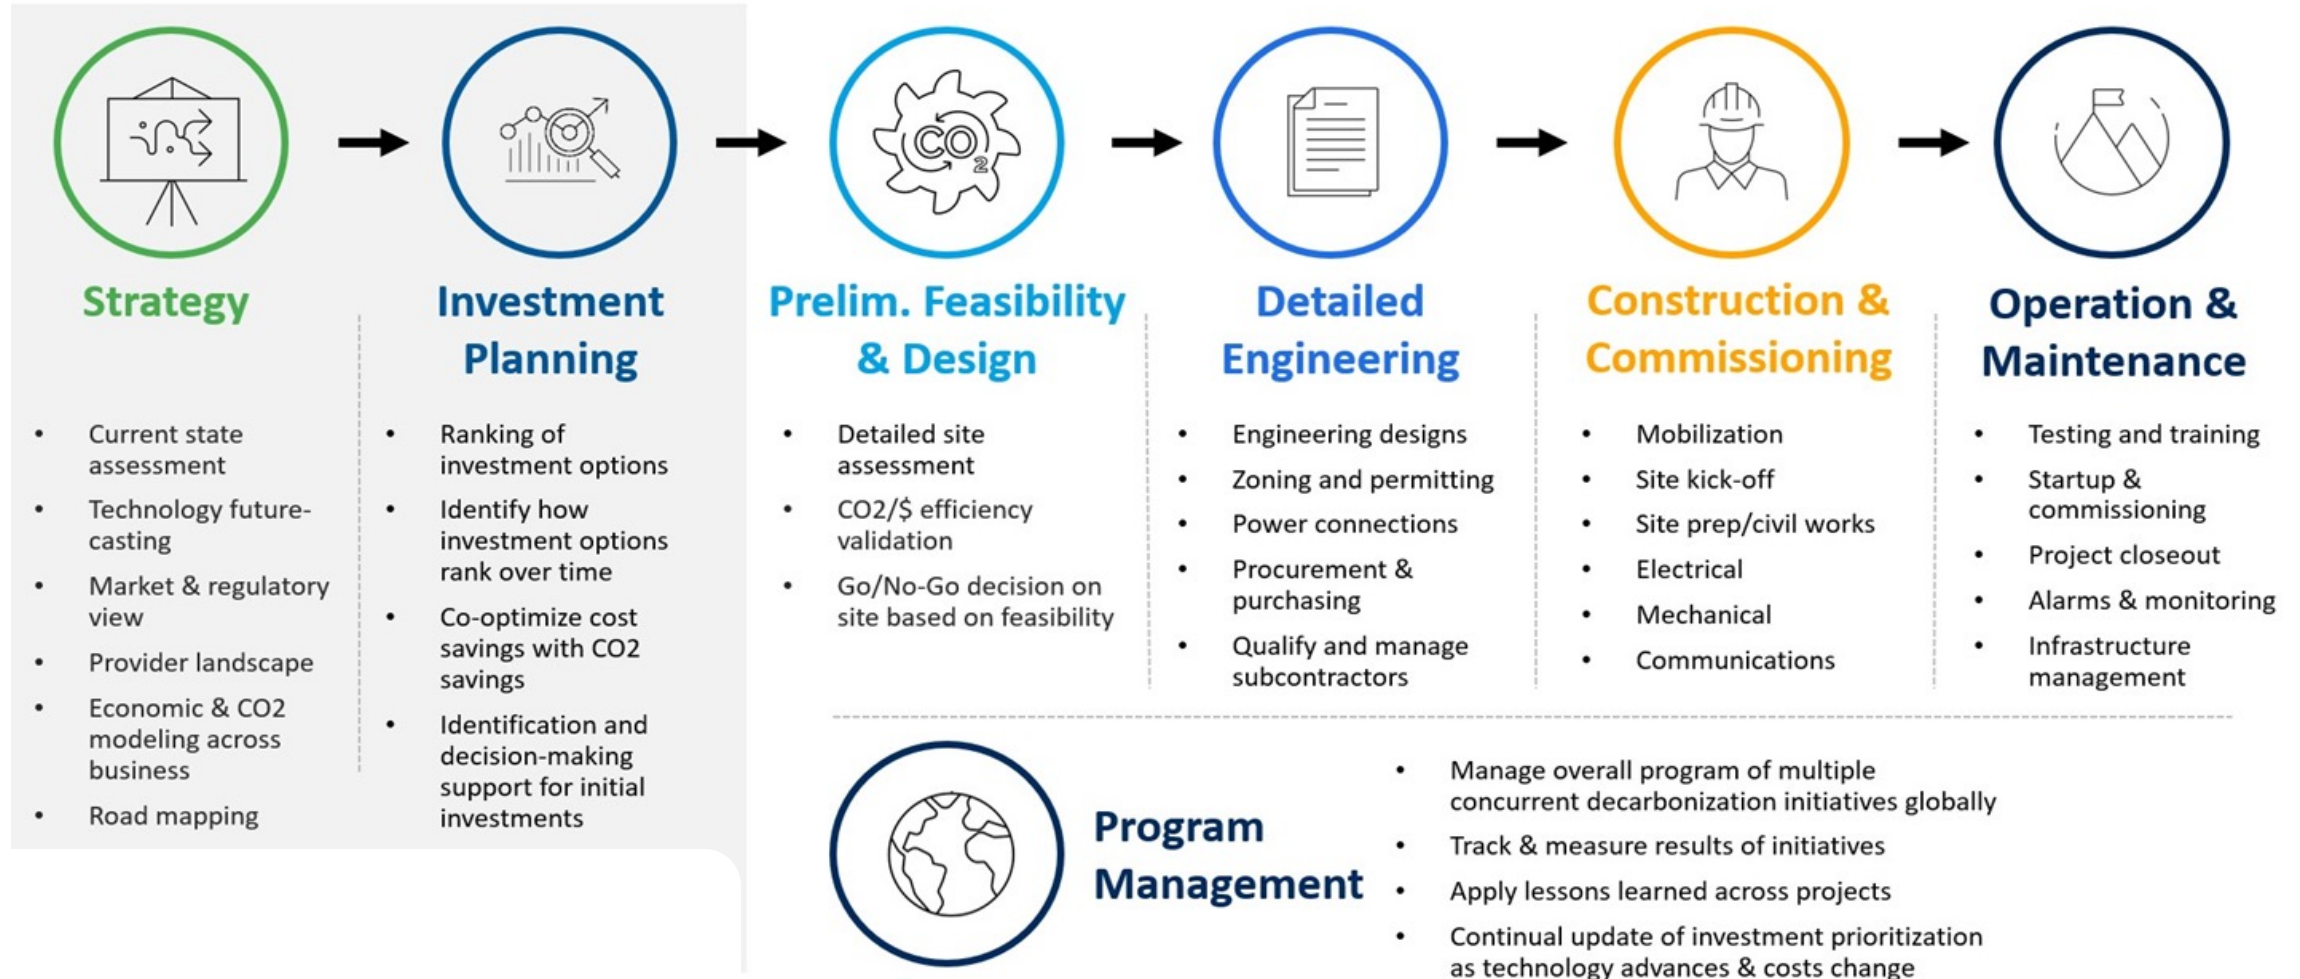 CO2
Strategy
• Current state
assessment
• Technology future-
casting
• Market & regulatory
view
• Provider landscape
• Economic & CO2
modeling across
business
• Road mapping
Investment
Planning
• Ranking of
investment options
• Identify how
investment options
rank over time
• Co-optimize cost
savings with CO2
savings
• Identification and
decision-making
support for initial
investments
Prelim. Feasibility
& Design
• Detailed site
assessment
• CO2/$ efficiency
validation
• Go/No-Go decision on
site based on feasibility
Detailed
Engineering
• Engineering designs
• Zoning and permitting
• Power connections
• Procurement &
purchasing
• Qualify and manage
subcontractors
Construction &
Commissioning
• Mobilization
• Site kick-off
• Site prep/civil works
• Electrical
• Mechanical
• Communications
Operation &
Maintenance
• Testing and training
• Startup &
commissioning
• Project closeout
• Alarms & monitoring
• Infrastructure
management
Program
Management
• Manage overall program of multiple
concurrent decarbonization initiatives globally
• Track & measure results of initiatives
• Apply lessons learned across projects
• Continual update of investment prioritization
as technology advances & costs change